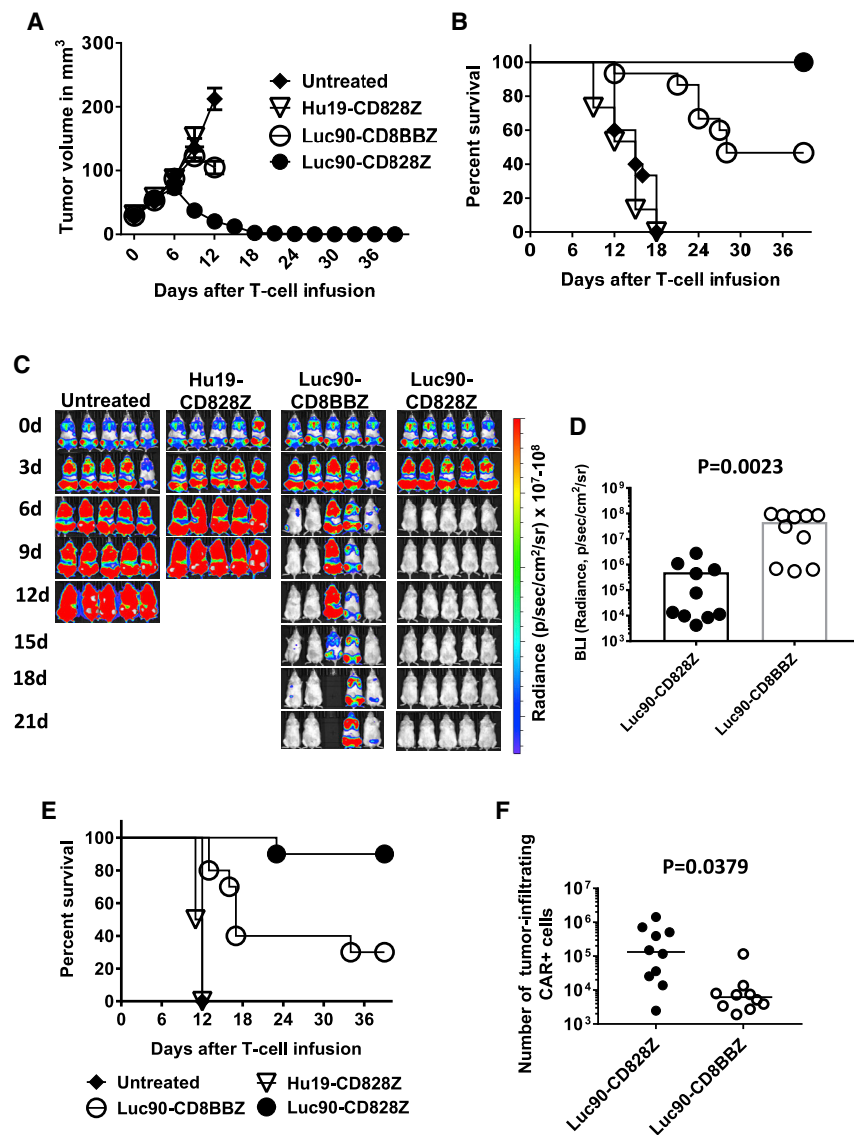 A
Tumor volume in mm³
300
200
100
0
0
6
12
18
24
30
36
Days after T-cell infusion
Untreated
Hu19-CD828Z
Luc90-CD8BBZ
Luc90-CD828Z
B
Percent survival
100
80
60
40
20
0
0 6 12 18 24 30 36
Days after T-cell infusion
C
Untreated
Hu19-
CD828Z
Luc90-
CD8BBZ
Luc90-
CD828Z
0d
3d
6d
9d
12d
15d
18d
21d
Radiance (p/sec/cm²/sr) x 10⁷-10⁸
D
P=0.0023
BLI (Radiance, p/sec/cm²/sr)
10⁹
10⁸
10⁷
10⁶
10⁵
10⁴
10³
Luc90-CD828Z
Luc90-CD8BBZ
E
Percent survival
100
80
60
40
20
0
0 6 12 18 24 30 36
Days after T-cell infusion
Untreated
Hu19-CD828Z
Luc90-CD8BBZ
Luc90-CD828Z
F
P=0.0379
Number of tumor-infiltrating
CAR+ cells
10⁷
10⁶
10⁵
10⁴
10³
Luc90-CD828Z
Luc90-CD8BBZ